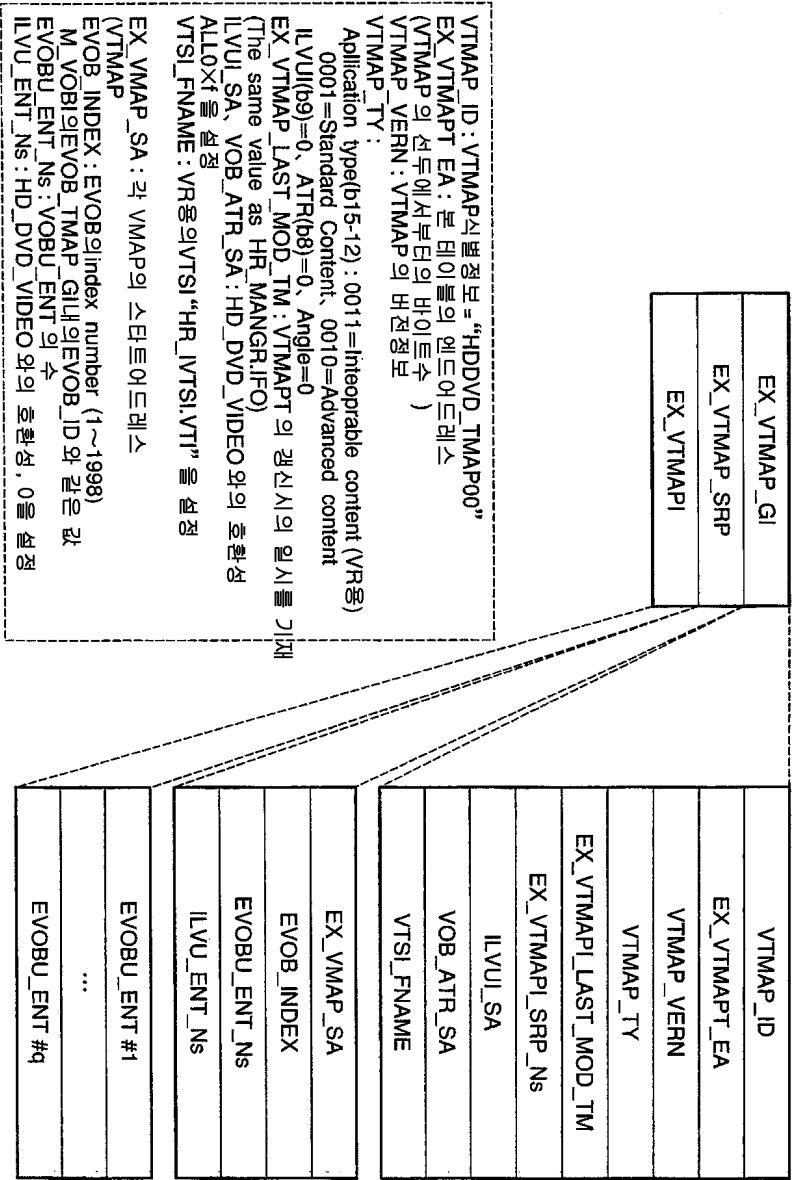 EX_VTMAP_GI
EX_VTMAP_SRP
EX_VTMAPI
VTMAP_ID
EX_VTMAPT_EA
VTMAP_VERN
VTMAP_TY
EX_VTMAPI_LAST_MOD_TM
EX_VTMAPI_SRP_Ns
ILVUI_SA
VOB_ATR_SA
VTSI_FNAME
EX_VMAP_SA
EVOB_INDEX
EVOBU_ENT_Ns
ILVU_ENT_Ns
EVOBU_ENT #1
...
EVOBU_ENT #q
VTMAP_ID : VTMAP식별정보 = "HDDVD_TMAP00"
EX_VTMAPT_EA : 본 테이블의 엔드어드레스
(VTMAP의 선두에서부터의 바이트수 )
VTMAP_VERN : VTMAP의 버전정보
VTMAP_TY :
Apllication type(b15-12) : 0011=Inteoprable content (VR용)
0001=Standard Content、 0010=Advanced content
ILVUI(b9)=0、 ATR(b8)=0、 Angle=0
EX_VTMAP_LAST_MOD_TM : VTMAPT의 갱신시의 일시를 기재
(The same value as HR_MANGR.IFO)
ILVUI_SA、 VOB_ATR_SA : HD_DVD_VIDEO와의 호환성
ALL0Xf을 설정
VTSI_FNAME : VR용의VTSI "HR_IVTSI.VTI" 을 설정
EX_VMAP_SA : 각 VMAP의 스타트어드레스
(VTMAP
EVOB_INDEX : EVOB의index number (1~1998)
M_VOBI의EVOB_TMAP_GI내의EVOB_ID와 같은 값
EVOBU_ENT_Ns : VOBU_ENT의 수
ILVU_ENT_Ns : HD_DVD_VIDEO와의 호환성 , 0을 설정